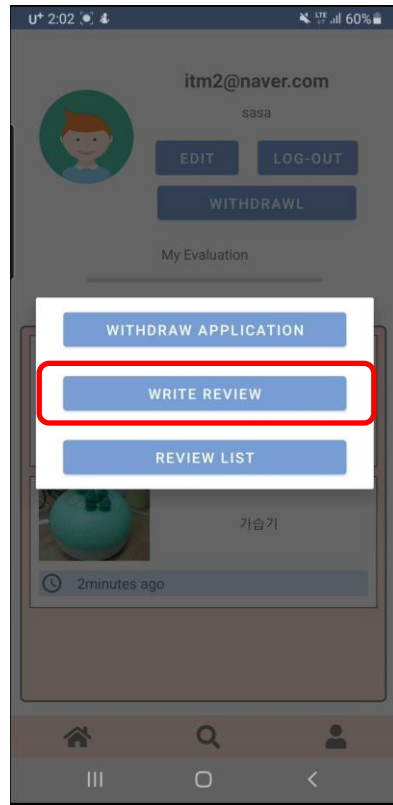 U+ 2:02 LTE 60%
itm2@naver.com
sasa
EDIT LOG-OUT
WITHDRAWL
My Evaluation
WITHDRAW APPLICATION
WRITE REVIEW
REVIEW LIST
가습기
2minutes ago